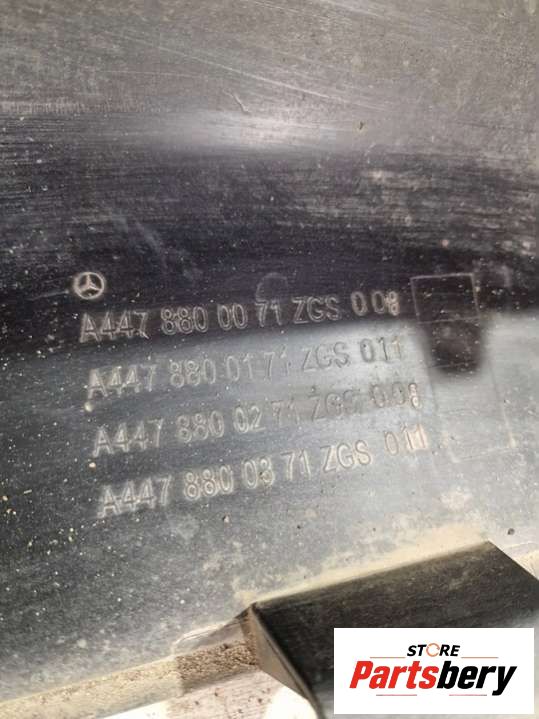 A447 880 00 71 ZGS 008
A447 880 01 71 ZGS 011
A447 880 02 71 ZGS 008
A447 880 03 71 ZGS 011
STORE
Partsbery